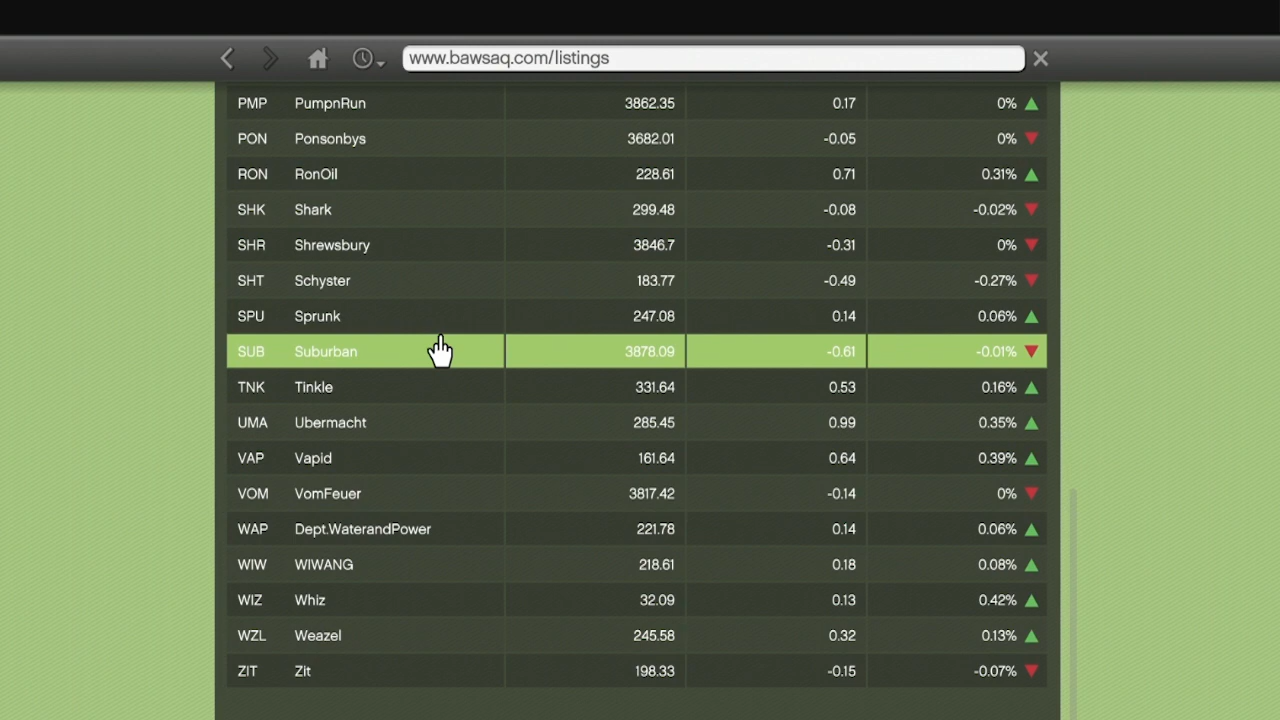 www.bawsaq.com/listings
PMP PumpnRun 3862.35 0.17 0%
PON Ponsonbys 3682.01 -0.05 0%
RON RonOil 228.61 0.71 0.31%
SHK Shark 299.48 -0.08 -0.02%
SHR Shrewsbury 3846.7 -0.31 0%
SHT Schyster 183.77 -0.49 -0.27%
SPU Sprunk 247.08 0.14 0.06%
SUB Suburban 3878.09 -0.61 -0.01%
TNK Tinkle 331.64 0.53 0.16%
UMA Ubermacht 285.45 0.99 0.35%
VAP Vapid 161.64 0.64 0.39%
VOM VomFeuer 3817.42 -0.14 0%
WAP Dept.WaterandPower 221.78 0.14 0.06%
WIW WIWANG 218.61 0.18 0.08%
WIZ Whiz 32.09 0.13 0.42%
WZL Weazel 245.58 0.32 0.13%
ZIT Zit 198.33 -0.15 -0.07%